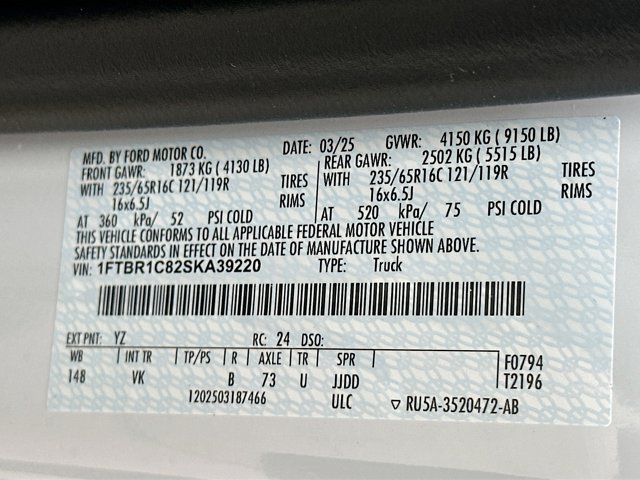 MFD. BY FORD MOTOR CO. DATE: 03/25 GVWR: 4150 KG ( 9150 LB)
FRONT GAWR: 1873 KG ( 4130 LB) REAR GAWR: 2502 KG ( 5515 LB)
WITH 235/65R16C 121/119R TIRES WITH 235/65R16C 121/119R TIRES
16x6.5J RIMS 16x6.5J RIMS
AT 360 kPa/ 52 PSI COLD AT 520 kPa/ 75 PSI COLD
THIS VEHICLE CONFORMS TO ALL APPLICABLE FEDERAL MOTOR VEHICLE
SAFETY STANDARDS IN EFFECT ON THE DATE OF MANUFACTURE SHOWN ABOVE.
VIN: 1FTBR1C82SKA39220 TYPE: Truck
EXT PNT: YZ RC: 24 DSO:
WB INT TR TP/PS R AXLE TR SPR F0794
148 VK B 73 U JJDD T2196
1202503187466 ULC ▽ RU5A-3520472-AB